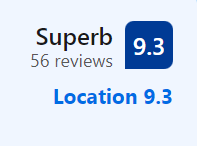 Superb
9.3
56 reviews
Location 9.3